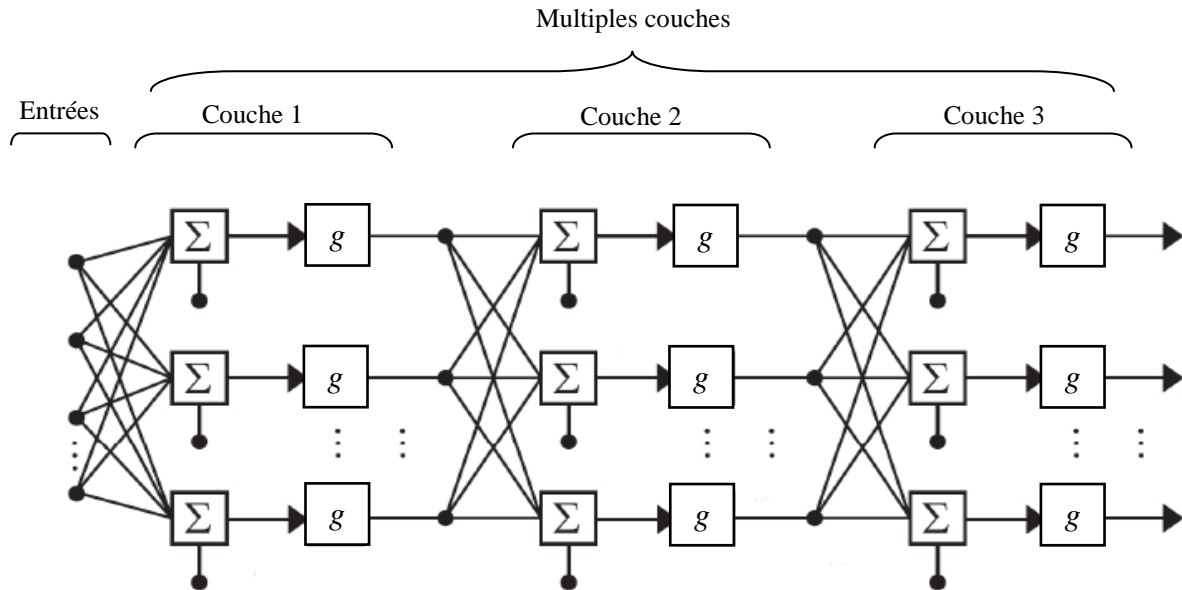 Multiples couches
Entrées
Couche 1
Couche 2
Couche 3
Σ g Σ g Σ g
Σ g Σ g Σ g
Σ g Σ g Σ g